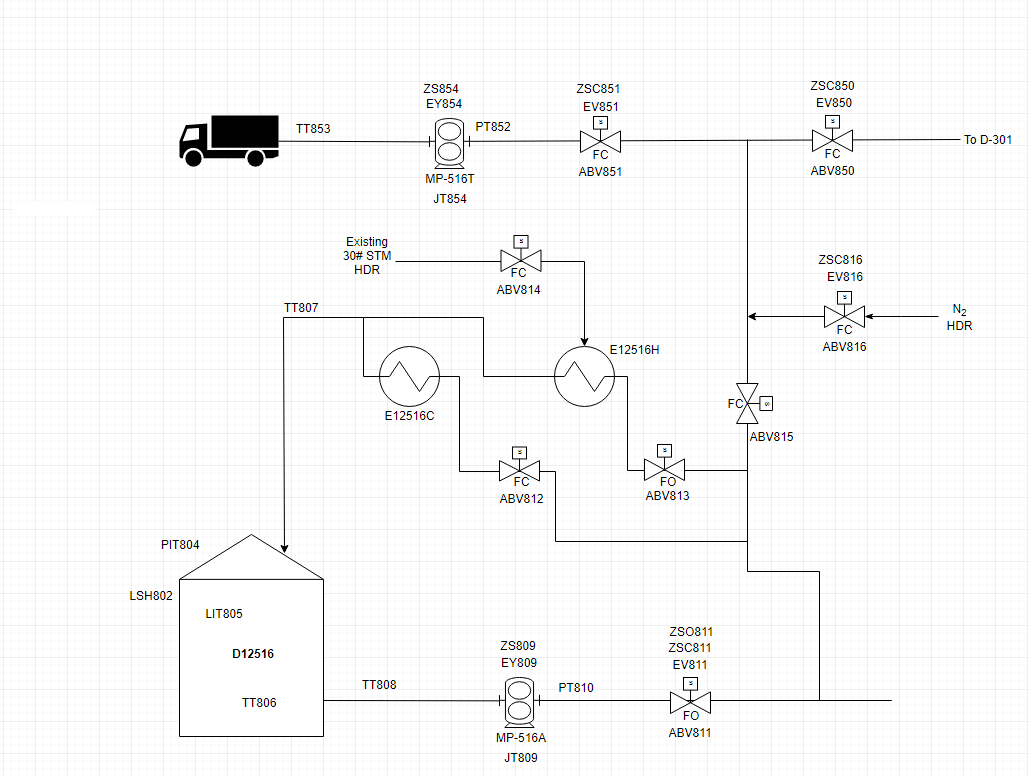 ZS854
EY854
TT853
PT852
MP-516T
JT854
ZSC851
EV851
S
FC
ABV851
ZSC850
EV850
S
FC
ABV850
To D-301
Existing
30# STM
HDR
S
FC
ABV814
ZSC816
EV816
S
FC
ABV816
N2
HDR
TT807
E12516H
E12516C
FC
S
ABV815
S
FC
ABV812
S
FO
ABV813
PIT804
LSH802
LIT805
D12516
TT806
TT808
ZS809
EY809
PT810
MP-516A
JT809
ZSO811
ZSC811
EV811
S
FO
ABV811